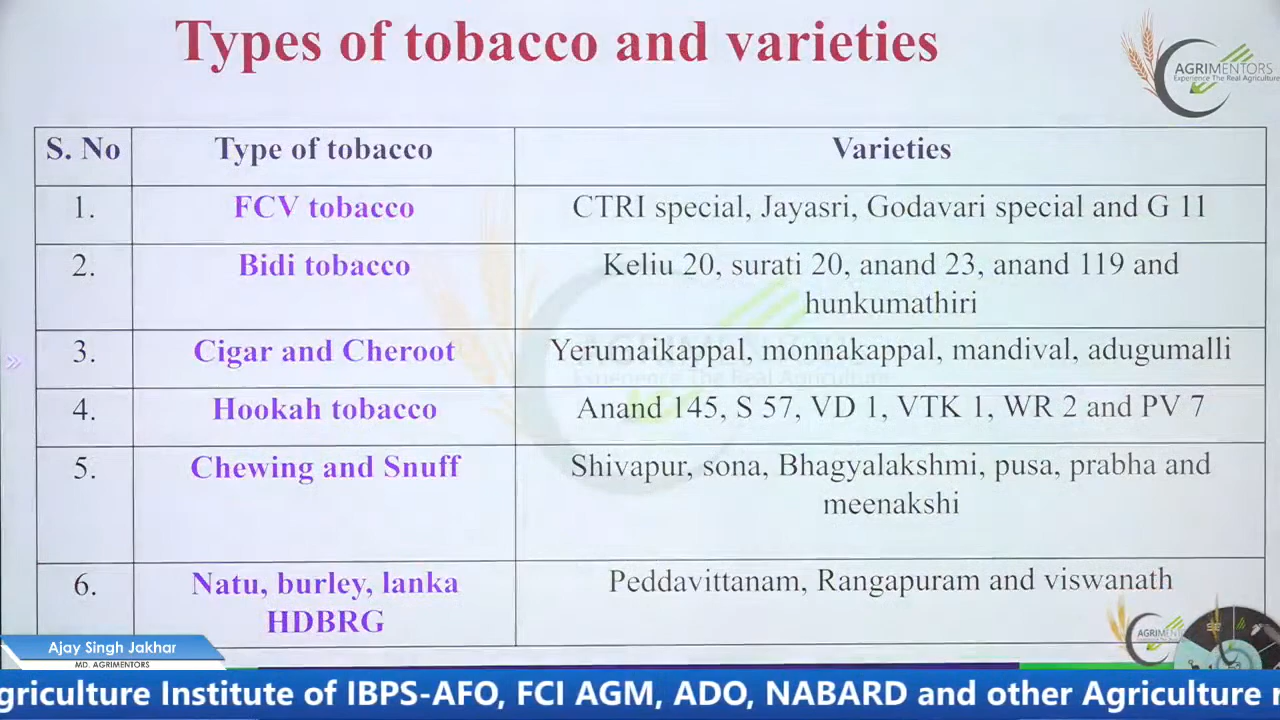 Types of tobacco and varieties
AGRIMENTORS
Experience The Real Agriculture
S. No Type of tobacco Varieties
1. FCV tobacco CTRI special, Jayasri, Godavari special and G 11
2. Bidi tobacco Keliu 20, surati 20, anand 23, anand 119 and
hunkumathiri
3. Cigar and Cheroot Yerumaikappal, monnakappal, mandival, adugumalli
Experience The Real Agriculture
4. Hookah tobacco Anand 145, S 57, VD 1, VTK 1, WR 2 and PV 7
5. Chewing and Snuff Shivapur, sona, Bhagyalakshmi, pusa, prabha and
meenakshi
6. Natu, burley, lanka Peddavittanam, Rangapuram and viswanath
HDBRG
Ajay Singh Jakhar
MD. AGRIMENTORS
griculture Institute of IBPS-AFO, FCI AGM, ADO, NABARD and other Agriculture